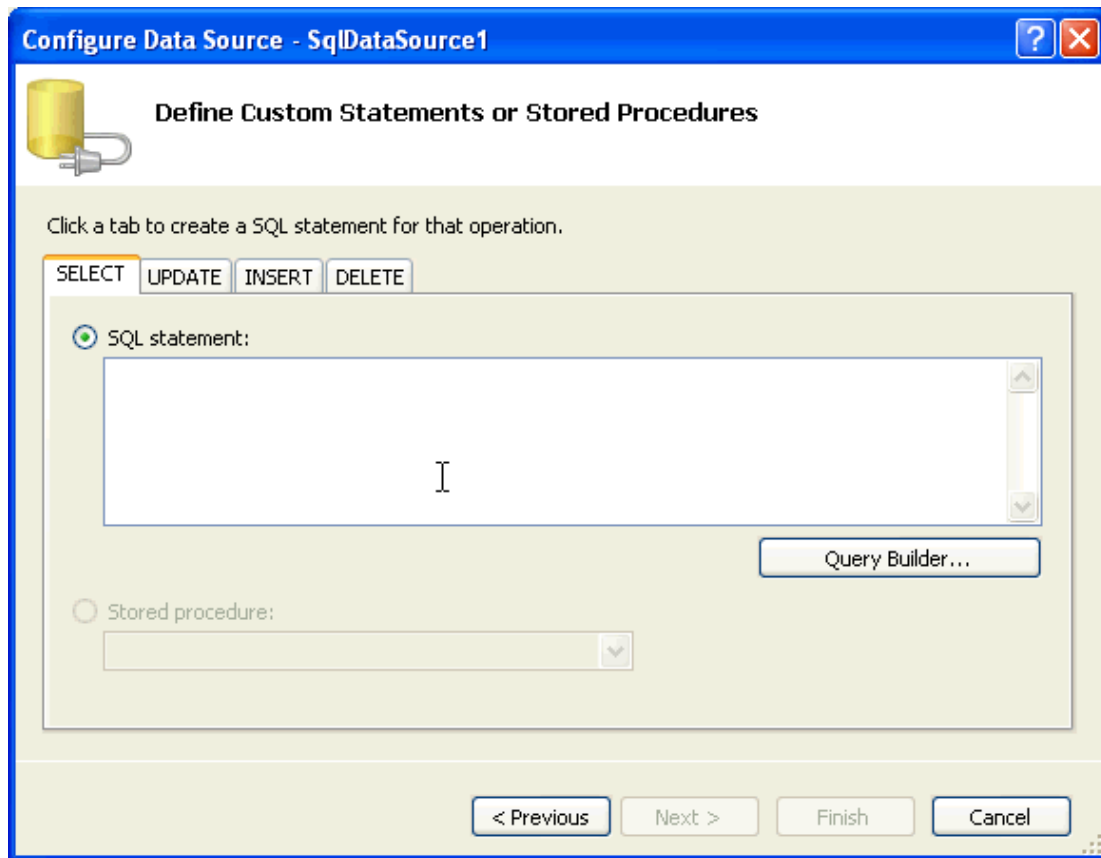 Configure Data Source - SqlDataSource1
Define Custom Statements or Stored Procedures
Click a tab to create a SQL statement for that operation.
SELECT UPDATE INSERT DELETE
SQL statement:
Query Builder...
Stored procedure:
< Previous Next > Finish Cancel